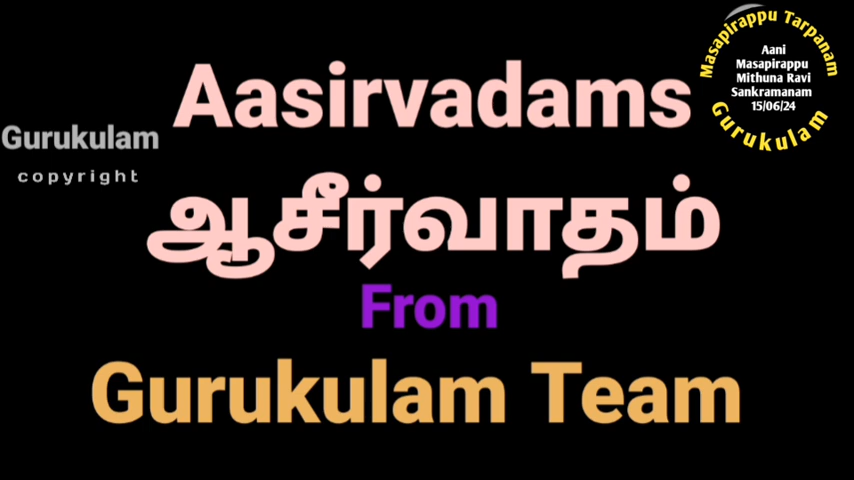 Aasirvadams
Gurukulam
copyright
ஆசீர்வாதம்
From
Gurukulam Team
Masapirappu Tarpanam
Aani
Masapirappu
Mithuna Ravi
Sankramanam
15/06/24
Gurukulam